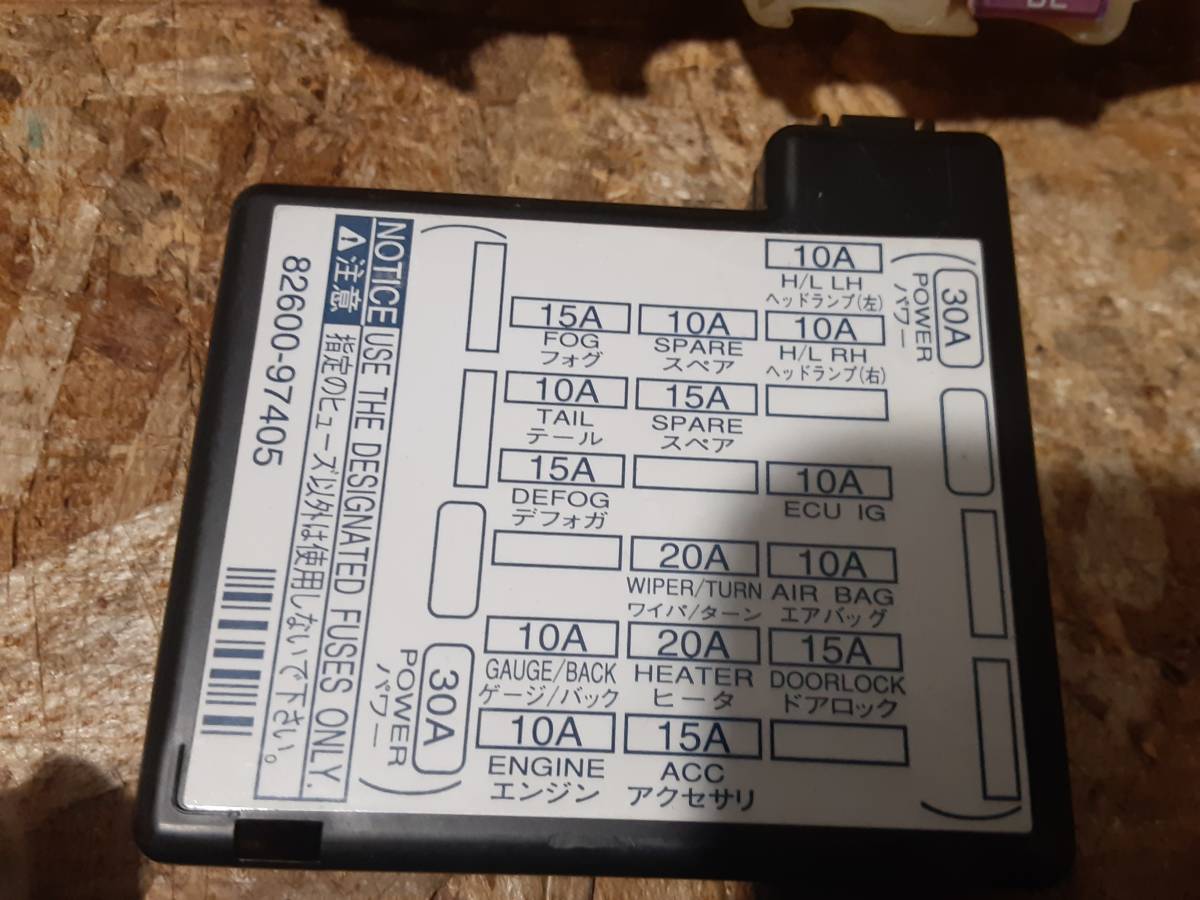 10A
H/L LH
ヘッドランプ(左)
15A
FOG
フォグ
10A
SPARE
スペア
10A
H/L RH
ヘッドランプ(右)
10A
TAIL
テール
15A
SPARE
スペア
15A
DEFOG
デフォガ
10A
ECU IG
20A
WIPER/TURN
ワイパ/ターン
10A
AIR BAG
エアバッグ
10A
GAUGE/BACK
ゲージ/バック
20A
HEATER
ヒータ
15A
DOORLOCK
ドアロック
10A
ENGINE
エンジン
15A
ACC
アクセサリ
30A
POWER
パワー
30A
POWER
パワー
NOTICE USE THE DESIGNATED FUSES ONLY.
注意 指定のヒューズ以外は使用しないで下さい。
82600-97405